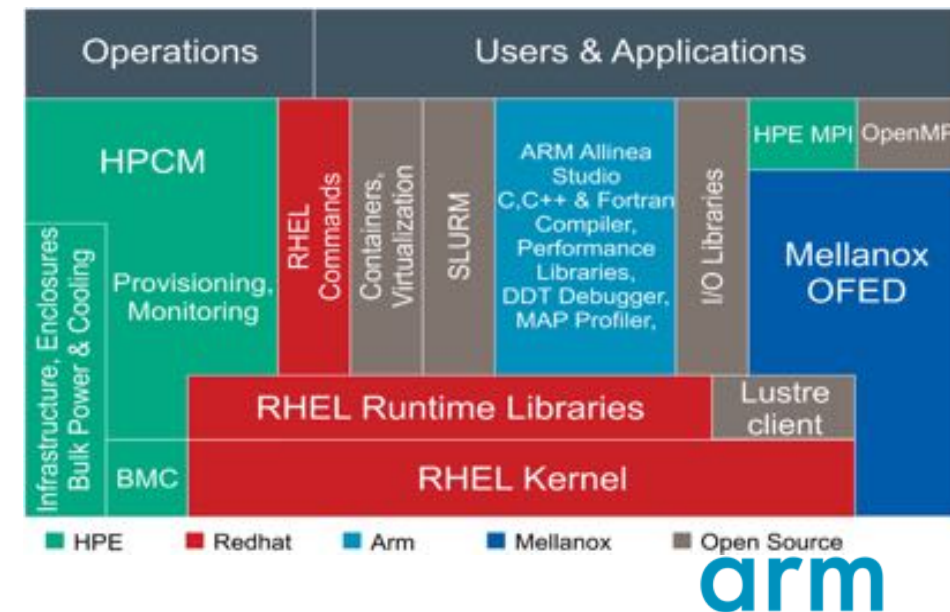 Operations
Users & Applications
HPCM
Infrastructure, Enclosures
Bulk Power & Cooling
Provisioning,
Monitoring
BMC
RHEL
Commands
Containers,
Virtualization
SLURM
ARM Allinea
Studio
C,C++ & Fortran
Compiler,
Performance
Libraries,
DDT Debugger,
MAP Profiler,
I/O Libraries
HPE MPI
OpenMP
Mellanox
OFED
RHEL Runtime Libraries
Lustre
client
RHEL Kernel
HPE
Redhat
Arm
Mellanox
Open Source
arm